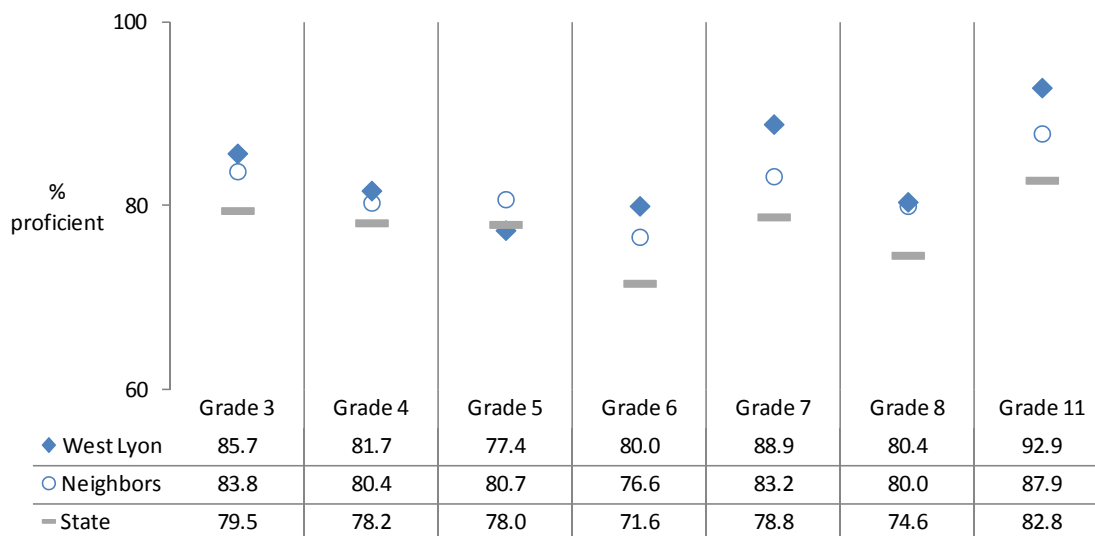 100
%
proficient
80
60
Grade 3 Grade 4 Grade 5 Grade 6 Grade 7 Grade 8 Grade 11
West Lyon 85.7 81.7 77.4 80.0 88.9 80.4 92.9
Neighbors 83.8 80.4 80.7 76.6 83.2 80.0 87.9
State 79.5 78.2 78.0 71.6 78.8 74.6 82.8